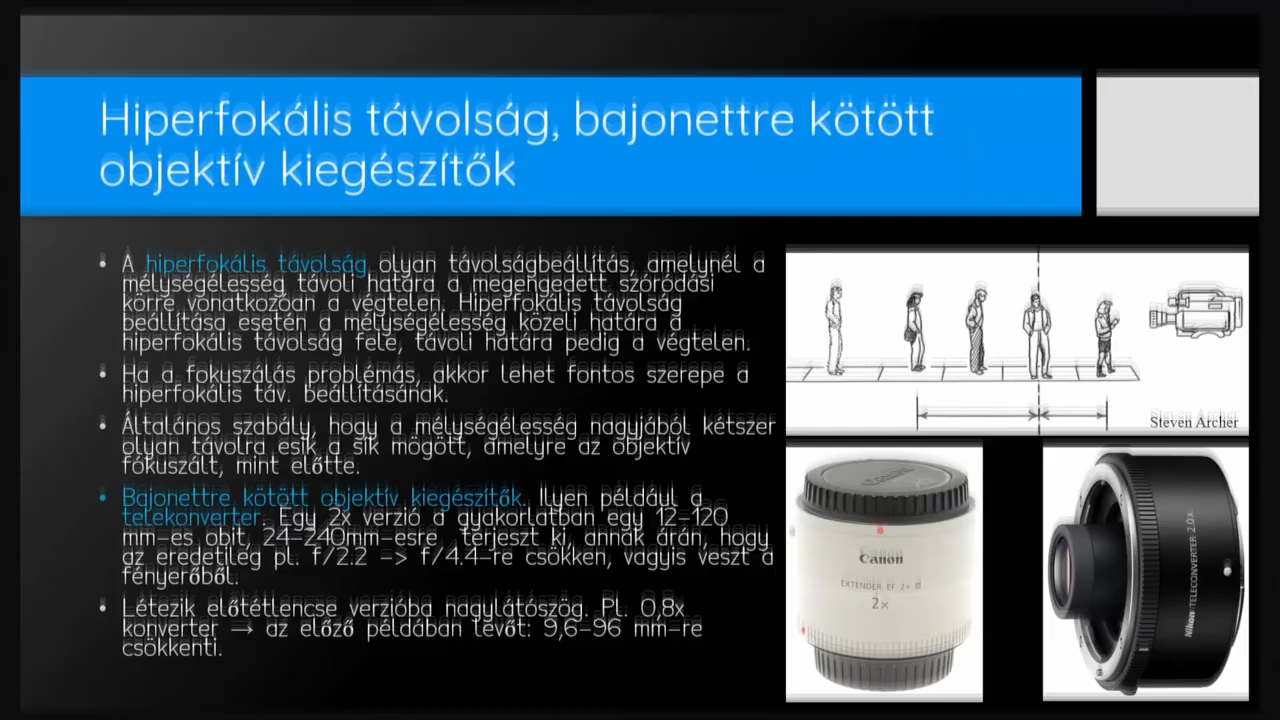 Hiperfokális távolság, bajonettre kötött
objektív kiegészítők
• A hiperfokális távolság olyan távolságbeállítás, amelynél a
mélységélesség távoli határa a megengedett szóródási
körre vonatkozóan a végtelen. Hiperfokális távolság
beállítása esetén a mélységélesség közeli határa a
hiperfokális távolság fele, távoli határa pedig a végtelen.
• Ha a fokuszálás problémás, akkor lehet fontos szerepe a
hiperfokális táv. beállításának.
• Általános szabály, hogy a mélységélesség nagyjából kétszer
olyan távolra esik a sík mögött, amelyre az objektív
fókuszált, mint előtte.
• Bajonettre kötött objektív kiegészítők. Ilyen például a
telekonverter. Egy 2x verzió a gyakorlatban egy 12-120
mm-es obit, 24-240mm-esre, terjeszt ki, annak árán, hogy
az eredetileg pl. f/2.2 -> f/4.4-re csökken, vagyis veszt a
fényerőből.
• Létezik előtétlencse verzióba nagylátószög. Pl. 0,8x
konverter → az előző példában levőt: 9,6-96 mm-re
csökkenti.
Steven Archer
Canon
Canon
EXTENDER EF 2x III
2x
Nikon TELECONVERTER 2.0x